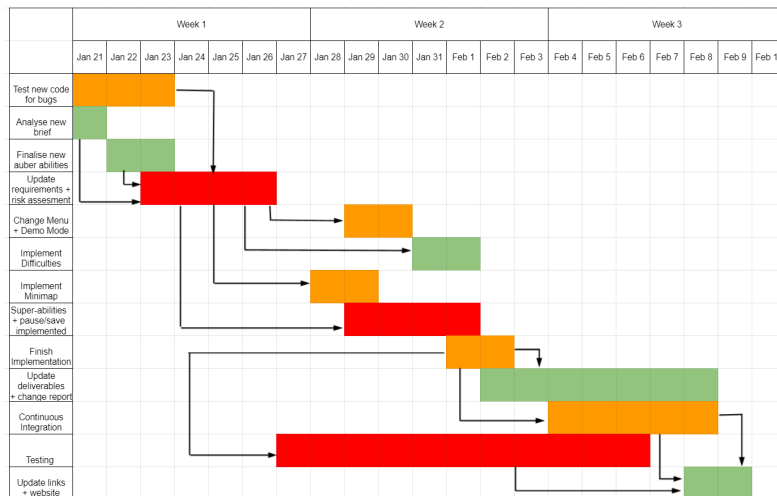 Week 1
Week 2
Week 3
Jan 21
Jan 22
Jan 23
Jan 24
Jan 25
Jan 26
Jan 27
Jan 28
Jan 29
Jan 30
Jan 31
Feb 1
Feb 2
Feb 3
Feb 4
Feb 5
Feb 6
Feb 7
Feb 8
Feb 9
Feb 1
Test new code
for bugs
Analyse new
brief
Finalise new
auber abilities
Update
requirements +
risk assesment
Change Menu
+ Demo Mode
Implement
Difficulties
Implement
Minimap
Super-abilities
+ pause/save
implemented
Finish
Implementation
Update
deliverables
+ change report
Continuous
Integration
Testing
Update links
+ website